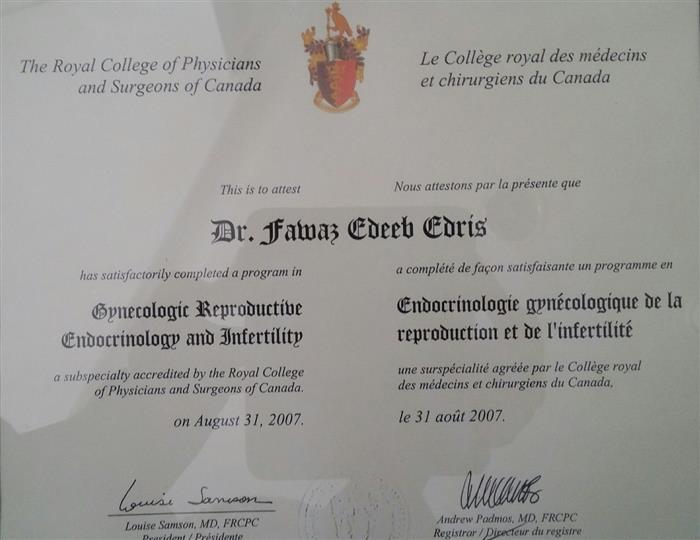 The Royal College of Physicians
and Surgeons of Canada
Le Collège royal des médecins
et chirurgiens du Canada
This is to attest
Nous attestons par la présente que
Dr. Fawaz Edeeb Edris
has satisfactorily completed a program in
a complété de façon satisfaisante un programme en
Gynecologic Reproductive
Endocrinology and Infertility
Endocrinologie gynécologique de la
reproduction et de l'infertilité
a subspecialty accredited by the Royal College
of Physicians and Surgeons of Canada.
une surspécialité agréée par le Collège royal
des médecins et chirurgiens du Canada,
on August 31, 2007.
le 31 août 2007.
Louise Samson
Louise Samson, MD, FRCPC
President / Présidente
Andrew Padmos, MD, FRCPC
Registrar / Directeur du registre